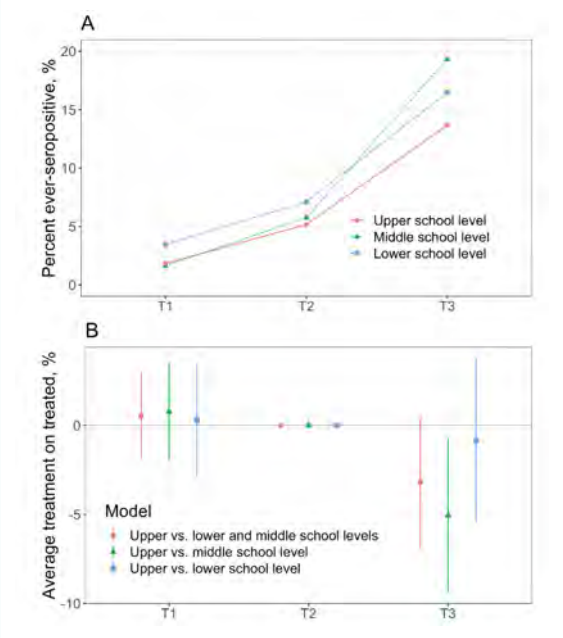 A
Percent ever-seropositive, %
20
15
10
5
0
Upper school level
Middle school level
Lower school level
T1 T2 T3
B
Average treatment on treated, %
0
-5
-10
Model
Upper vs. lower and middle school levels
Upper vs. middle school level
Upper vs. lower school level
T1 T2 T3